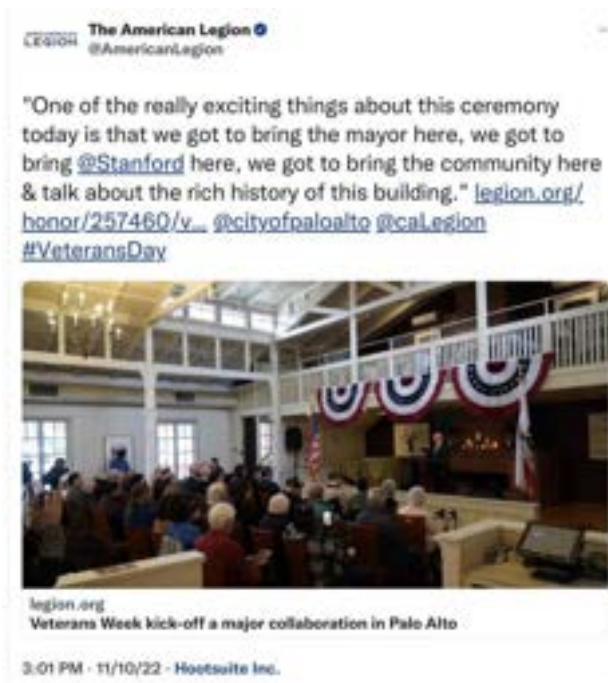 LEGION The American Legion
@AmericanLegion
"One of the really exciting things about this ceremony
today is that we got to bring the mayor here, we got to
bring @Stanford here, we got to bring the community here
& talk about the rich history of this building." legion.org/
honor/257460/v... @cityofpaloalto @caLegion
#VeteransDay
legion.org
Veterans Week kick-off a major collaboration in Palo Alto
3:01 PM · 11/10/22 · Hootsuite Inc.